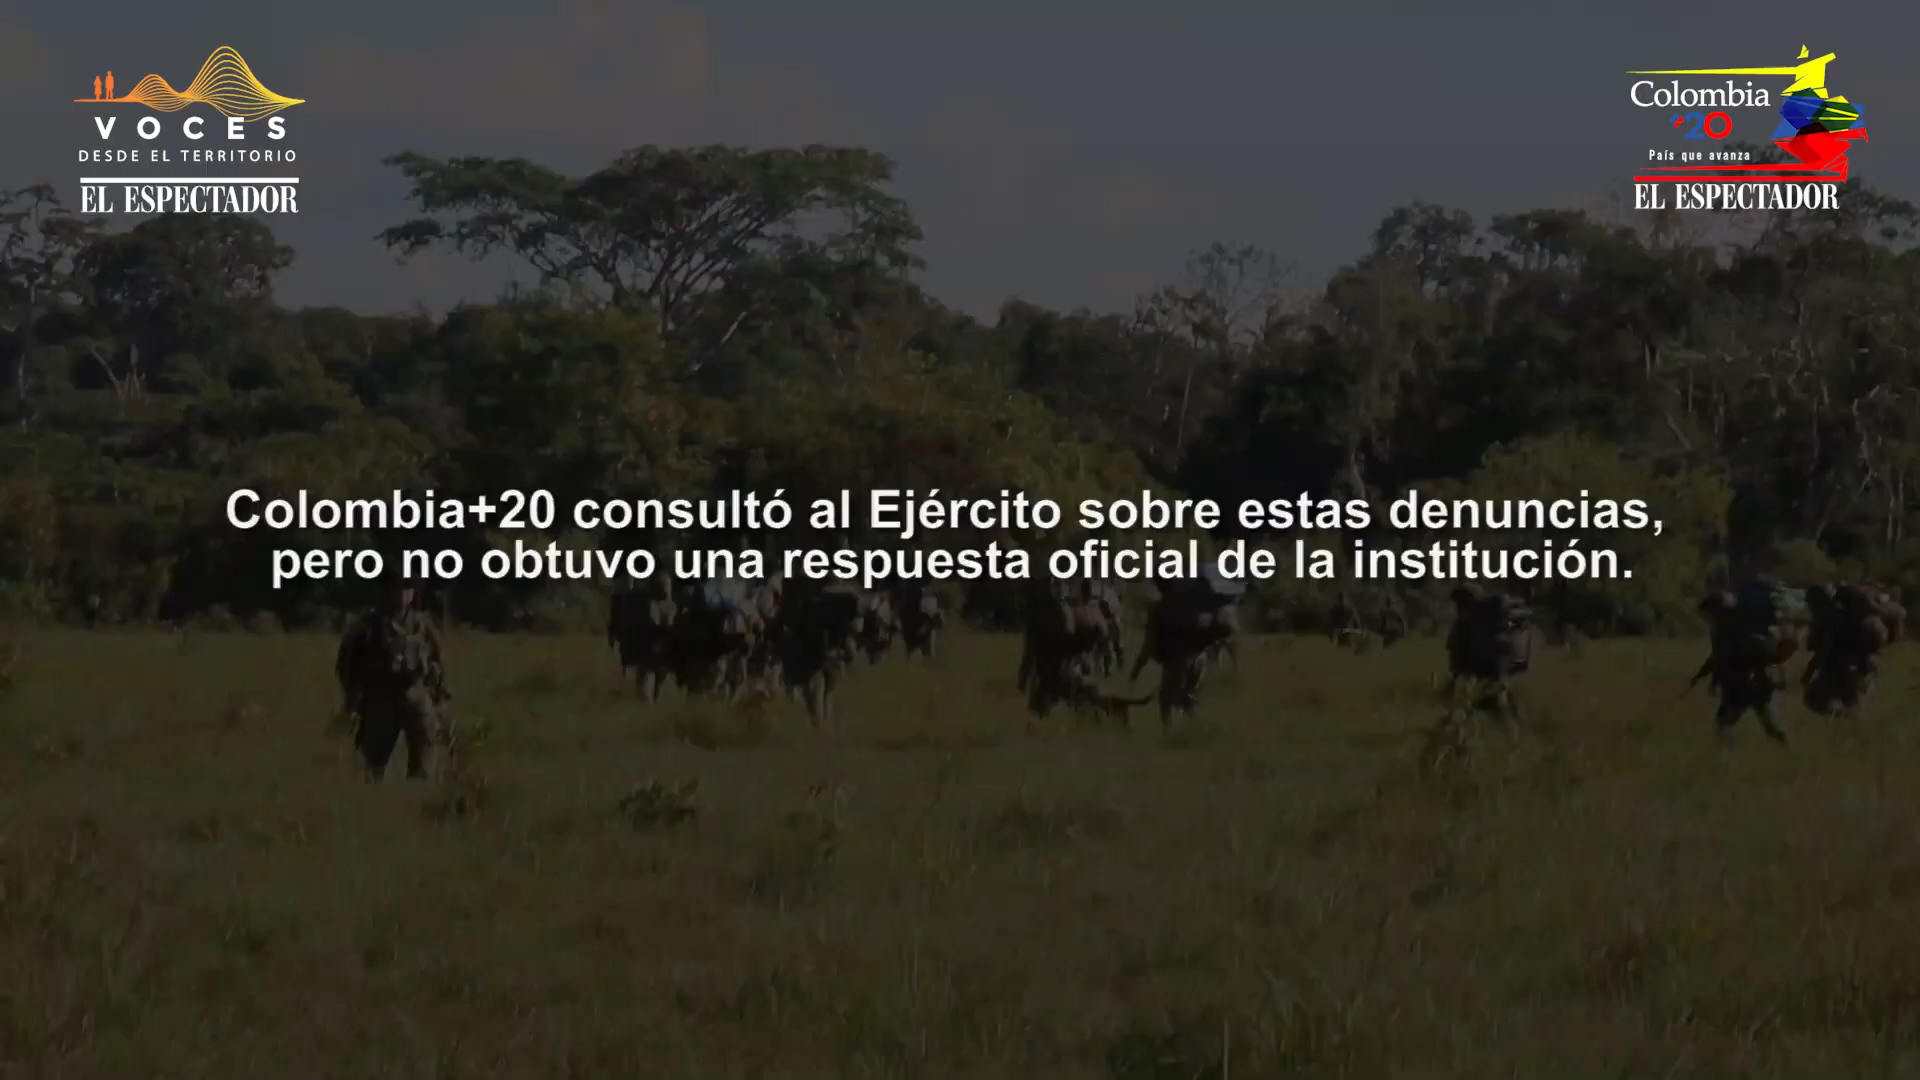 VOCES
DESDE EL TERRITORIO
EL ESPECTADOR
Colombia
+20
País que avanza
EL ESPECTADOR
Colombia+20 consultó al Ejército sobre estas denuncias,
pero no obtuvo una respuesta oficial de la institución.